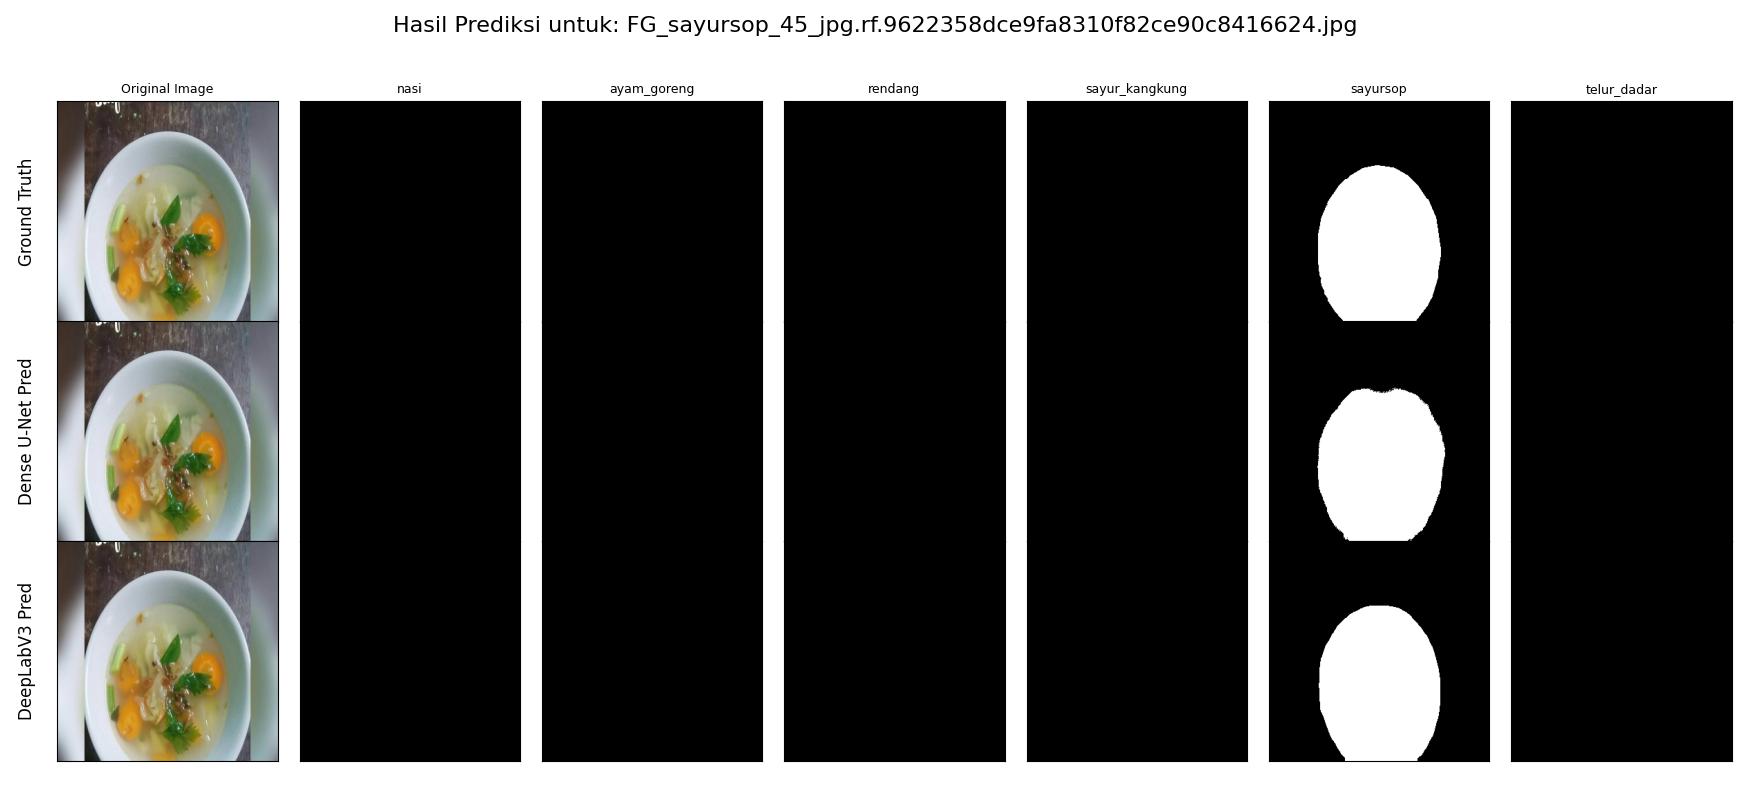 Hasil Prediksi untuk: FG_sayursop_45_jpg.rf.9622358dce9fa8310f82ce90c8416624.jpg
Original Image
nasi
ayam_goreng
rendang
sayur_kangkung
sayursop
telur_dadar
Ground Truth
Dense U-Net Pred
DeepLabV3 Pred